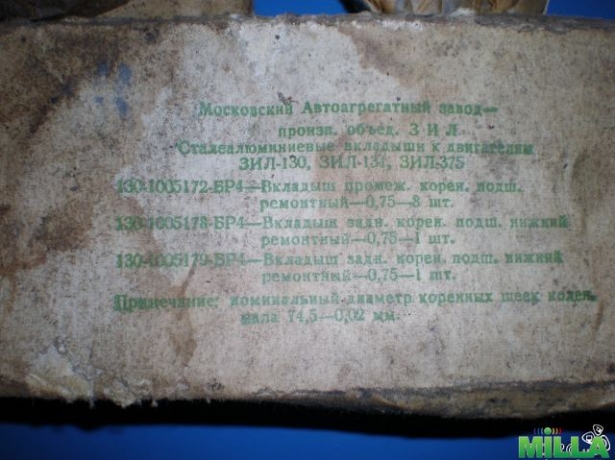 Московский Автоагрегатный завод—
произв. объед. ЗИЛ
Сталеалюминиевые вкладыши к двигателям
ЗИЛ-130, ЗИЛ-131, ЗИЛ-375
130-1005172-БР4—Вкладыш промеж. корен. подш.
ремонтный—0,75—8 шт.
130-1005178-БР4—Вкладыш задн. корен. подш. нижний
ремонтный—0,75—1 шт.
130-1005179-БР4—Вкладыш задн. корен. подш. нижний
ремонтный—0,75—1 шт.
Примечание: номинальный диаметр коренных шеек колен.
вала 74,5—0,02 мм.
MILLA